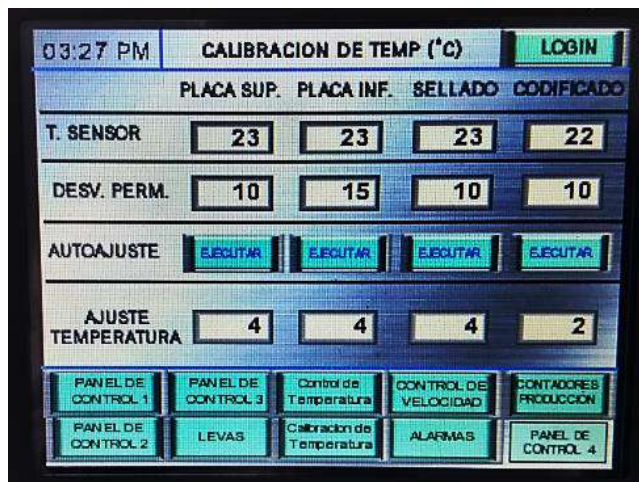 03:27 PM CALIBRACION DE TEMP (°C) LOGIN
PLACA SUP. PLACA INF. SELLADO CODIFICADO
T. SENSOR 23 23 23 22
DESV. PERM. 10 15 10 10
AUTOAJUSTE EJECUTAR EJECUTAR EJECUTAR EJECUTAR
AJUSTE
TEMPERATURA 4 4 4 2
PANEL DE CONTROL 1 PANEL DE CONTROL 3 Control de Temperatura CONTROL DE VELOCIDAD CONTADORES PRODUCCIÓN
PANEL DE CONTROL 2 LEVAS Calibracion de Temperatura ALARMAS PANEL DE CONTROL 4